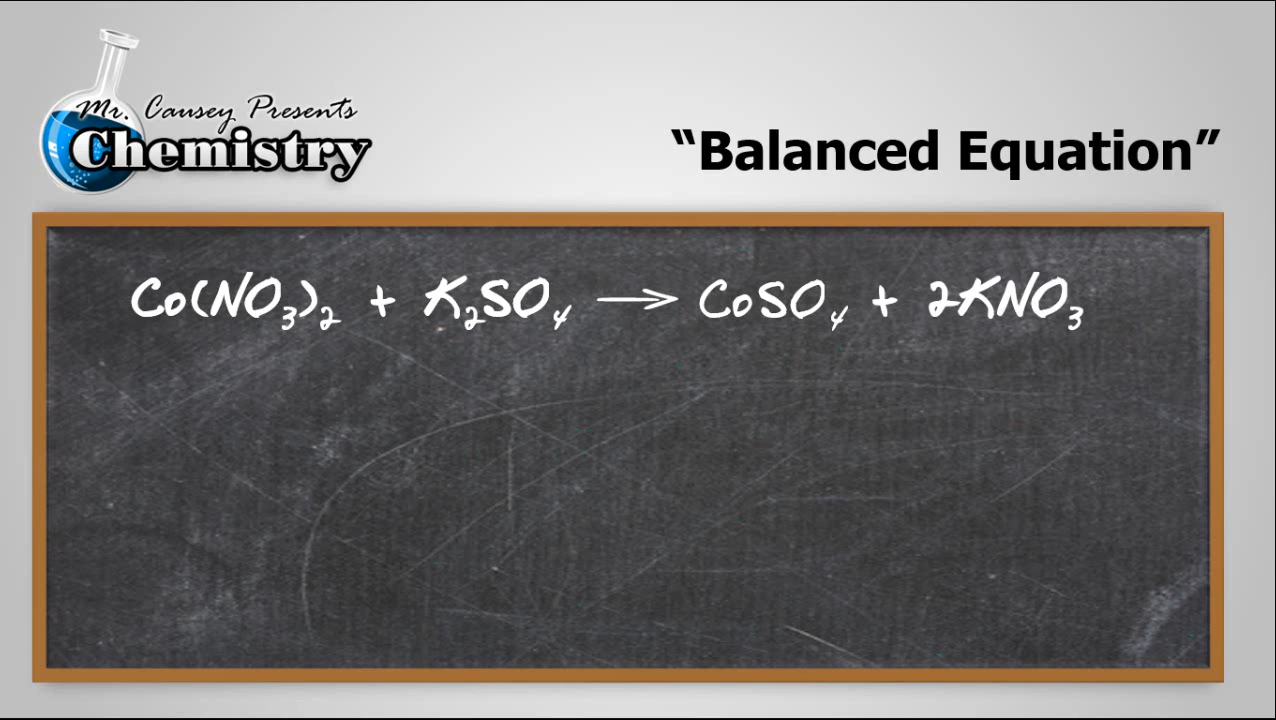 Mr. Causey Presents
Chemistry
“Balanced Equation”
Co(NO₃)₂ + K₂SO₄ → CoSO₄ + 2KNO₃